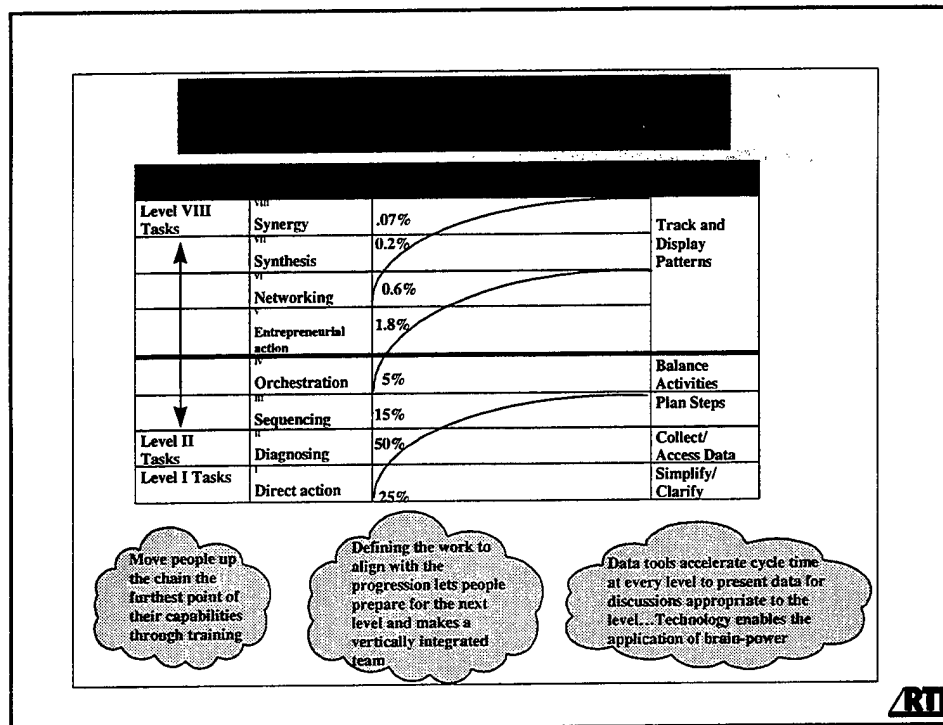 Level VIII
Tasks
viii
Synergy
.07%
Track and
Display
Patterns
vii
Synthesis
0.2%
vi
Networking
0.6%
v
Entrepreneurial
action
1.8%
iv
Orchestration
5%
Balance
Activities
iii
Sequencing
15%
Plan Steps
Level II
Tasks
ii
Diagnosing
50%
Collect/
Access Data
Level I Tasks
i
Direct action
25%
Simplify/
Clarify
Move people up
the chain the
furthest point of
their capabilities
through training
Defining the work to
align with the
progression lets people
prepare for the next
level and makes a
vertically integrated
team
Data tools accelerate cycle time
at every level to present data for
discussions appropriate to the
level...Technology enables the
application of brain-power
RTI